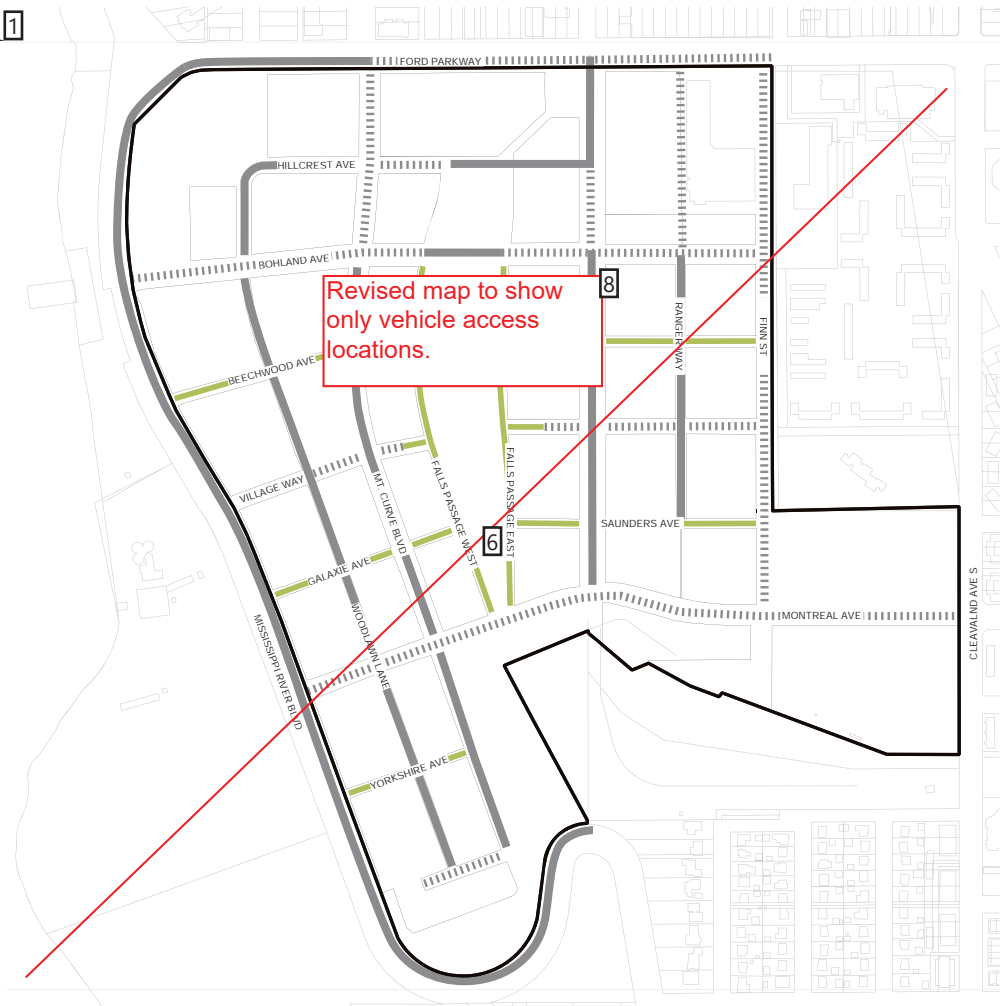 1
FORD PARKWAY
HILLCREST AVE
BOHLAND AVE
Revised map to show
only vehicle access
locations.
8
RANGER WAY
FINN ST
BEECHWOOD AVE
VILLAGE WAY
MT. CURVE BLVD
FALLS PASSAGE WEST
FALLS PASSAGE EAST
SAUNDERS AVE
6
GALAXIE AVE
WOODLAWN LANE
MISSISSIPPI RIVER BLVD
MONTREAL AVE
CLEAVALND AVE S
YORKSHIRE AVE